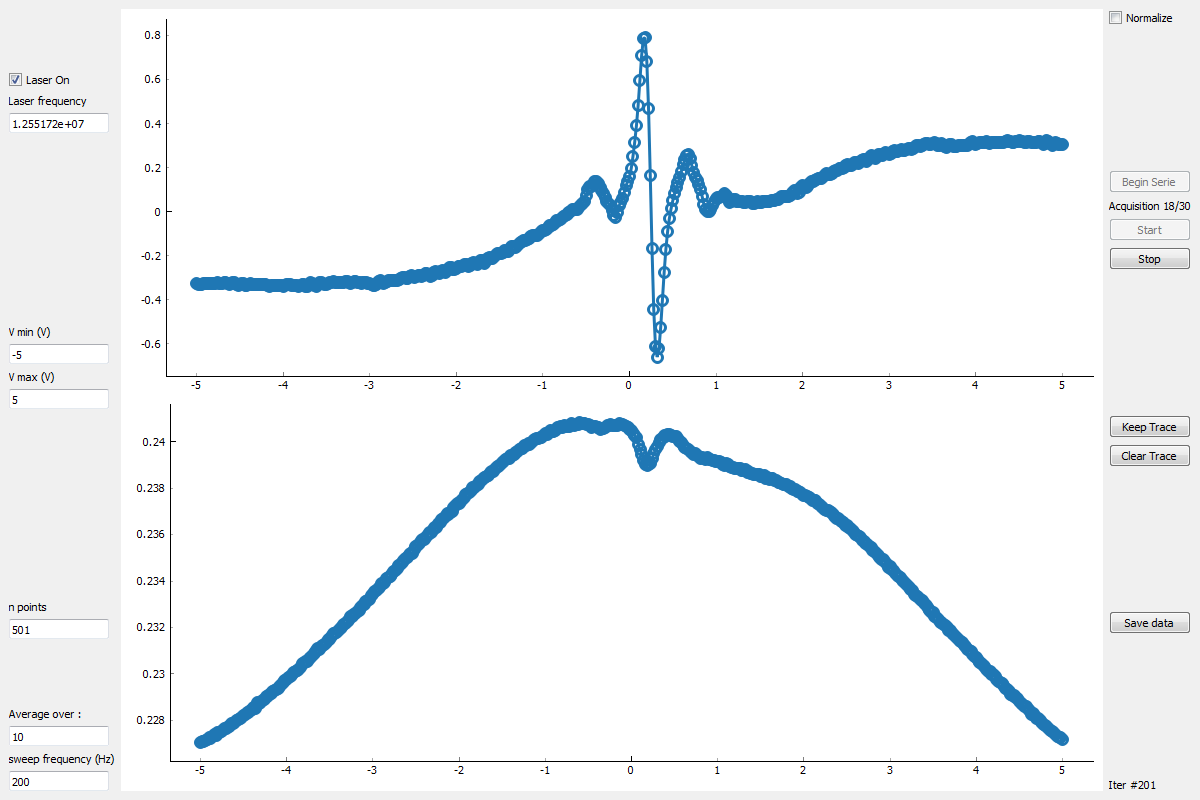 Laser On
Laser frequency
1.255172e+07
V min (V)
-5
V max (V)
5
n points
501
Average over :
10
sweep frequency (Hz)
200
0.8
0.6
0.4
0.2
0
-0.2
-0.4
-0.6
-5 -4 -3 -2 -1 0 1 2 3 4 5
0.24
0.238
0.236
0.234
0.232
0.23
0.228
-5 -4 -3 -2 -1 0 1 2 3 4 5
Normalize
Begin Serie
Acquisition 18/30
Start
Stop
Keep Trace
Clear Trace
Save data
Iter #201